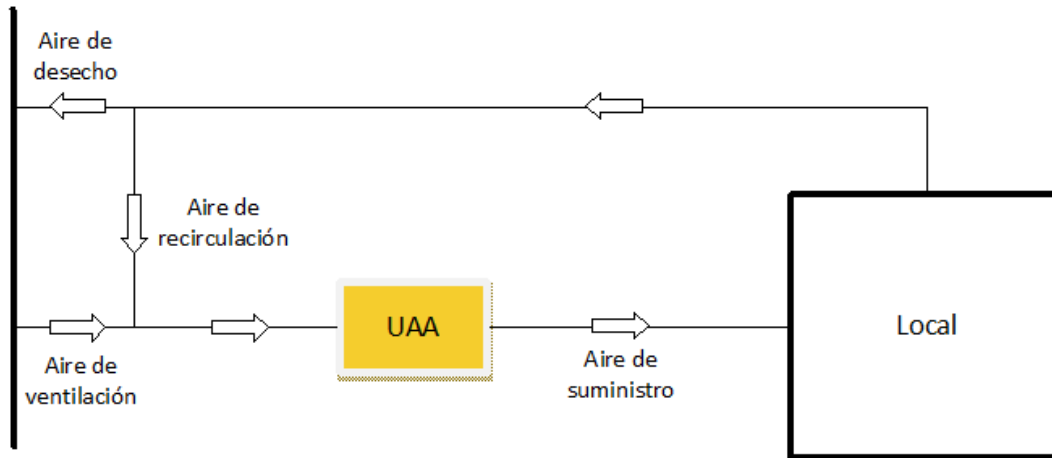 Aire de
desecho
Aire de
recirculación
UAA
Local
Aire de
ventilación
Aire de
suministro